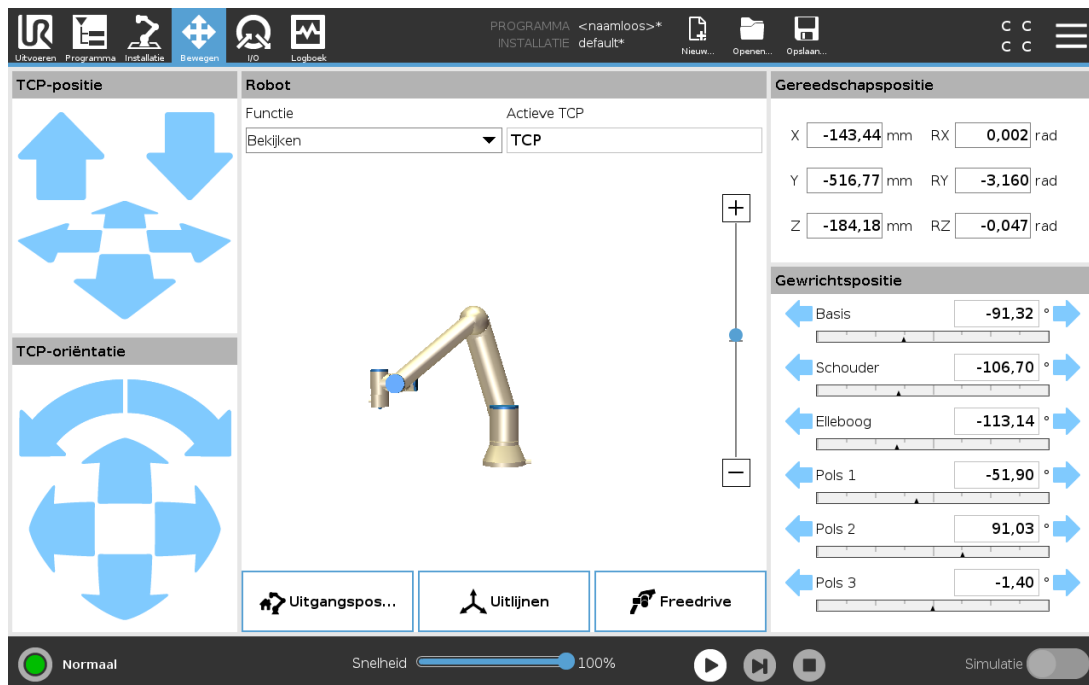 UR
Uitvoeren
Programma
Installatie
Bewegen
I/O
Logboek
PROGRAMMA <naamloos>*
INSTALLATIE default*
Nieuw...
Openen...
Opslaan...
C C
C C
TCP-positie
TCP-oriëntatie
Robot
Functie
Actieve TCP
Bekijken
TCP
+
−
Uitgangspos...
Uitlijnen
Freedrive
Gereedschapspositie
X -143,44 mm RX 0,002 rad
Y -516,77 mm RY -3,160 rad
Z -184,18 mm RZ -0,047 rad
Gewrichtspositie
Basis -91,32 °
Schouder -106,70 °
Elleboog -113,14 °
Pols 1 -51,90 °
Pols 2 91,03 °
Pols 3 -1,40 °
Normaal
Snelheid 100%
Simulatie